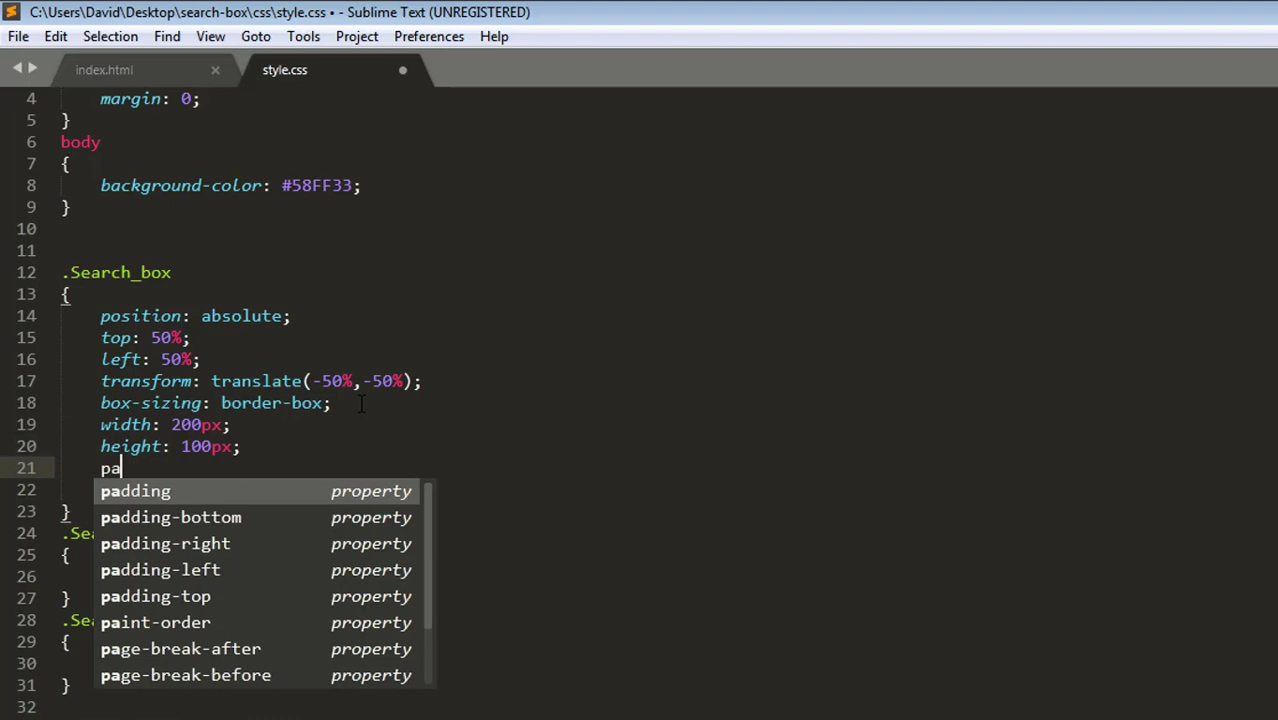 C:\Users\David\Desktop\search-box\css\style.css • - Sublime Text (UNREGISTERED)
File Edit Selection Find View Goto Tools Project Preferences Help
index.html × style.css
4 margin: 0;
5 }
6 body
7 {
8 background-color: #58FF33;
9 }
10
11
12 .Search_box
13 {
14 position: absolute;
15 top: 50%;
16 left: 50%;
17 transform: translate(-50%,-50%);
18 box-sizing: border-box;
19 width: 200px;
20 height: 100px;
21 pa
22 padding property
padding-bottom property
23 } padding-right property
24 .Sea
25 { padding-left property
26 padding-top property
27 } paint-order property
28 .Sea
29 { page-break-after property
30 page-break-before property
31 }
32